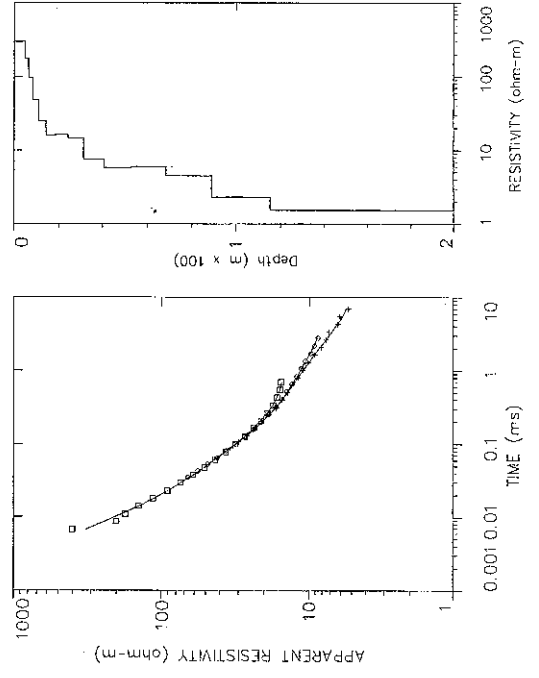 1000
100
10
1
APPARENT RESISTIVITY (ohm-m)
0.001 0.01 0.1 1 10
TIME (ms)
0
1
2
Depth (m x 100)
1 10 100 1000
RESISTIVITY (ohm-m)